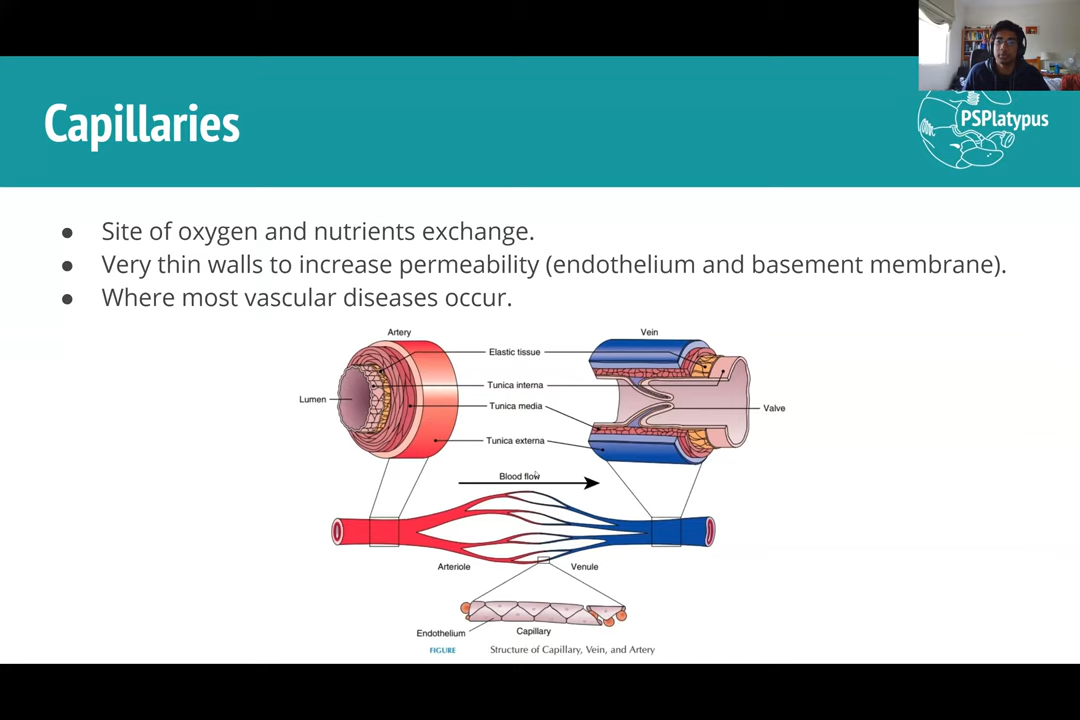 PSPlatypus
Capillaries
● Site of oxygen and nutrients exchange.
● Very thin walls to increase permeability (endothelium and basement membrane).
● Where most vascular diseases occur.
Artery
Vein
Elastic tissue
Tunica interna
Lumen
Tunica media
Valve
Tunica externa
Blood flow
Arteriole
Venule
Endothelium
Capillary
FIGURE Structure of Capillary, Vein, and Artery